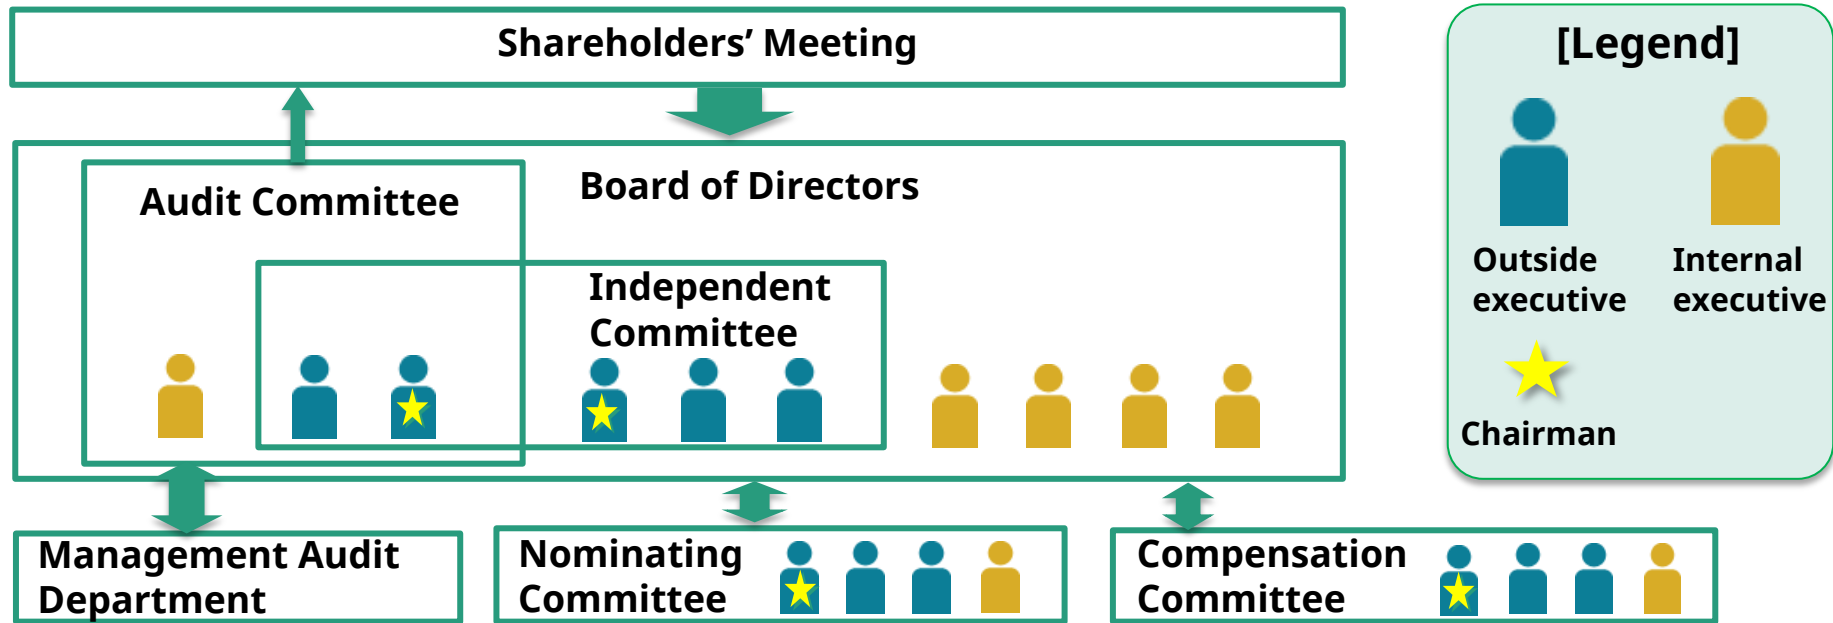 Shareholders’ Meeting
Audit Committee
Board of Directors
Independent
Committee
Management Audit
Department
Nominating
Committee
Compensation
Committee
[Legend]
Outside
executive
Internal
executive
Chairman